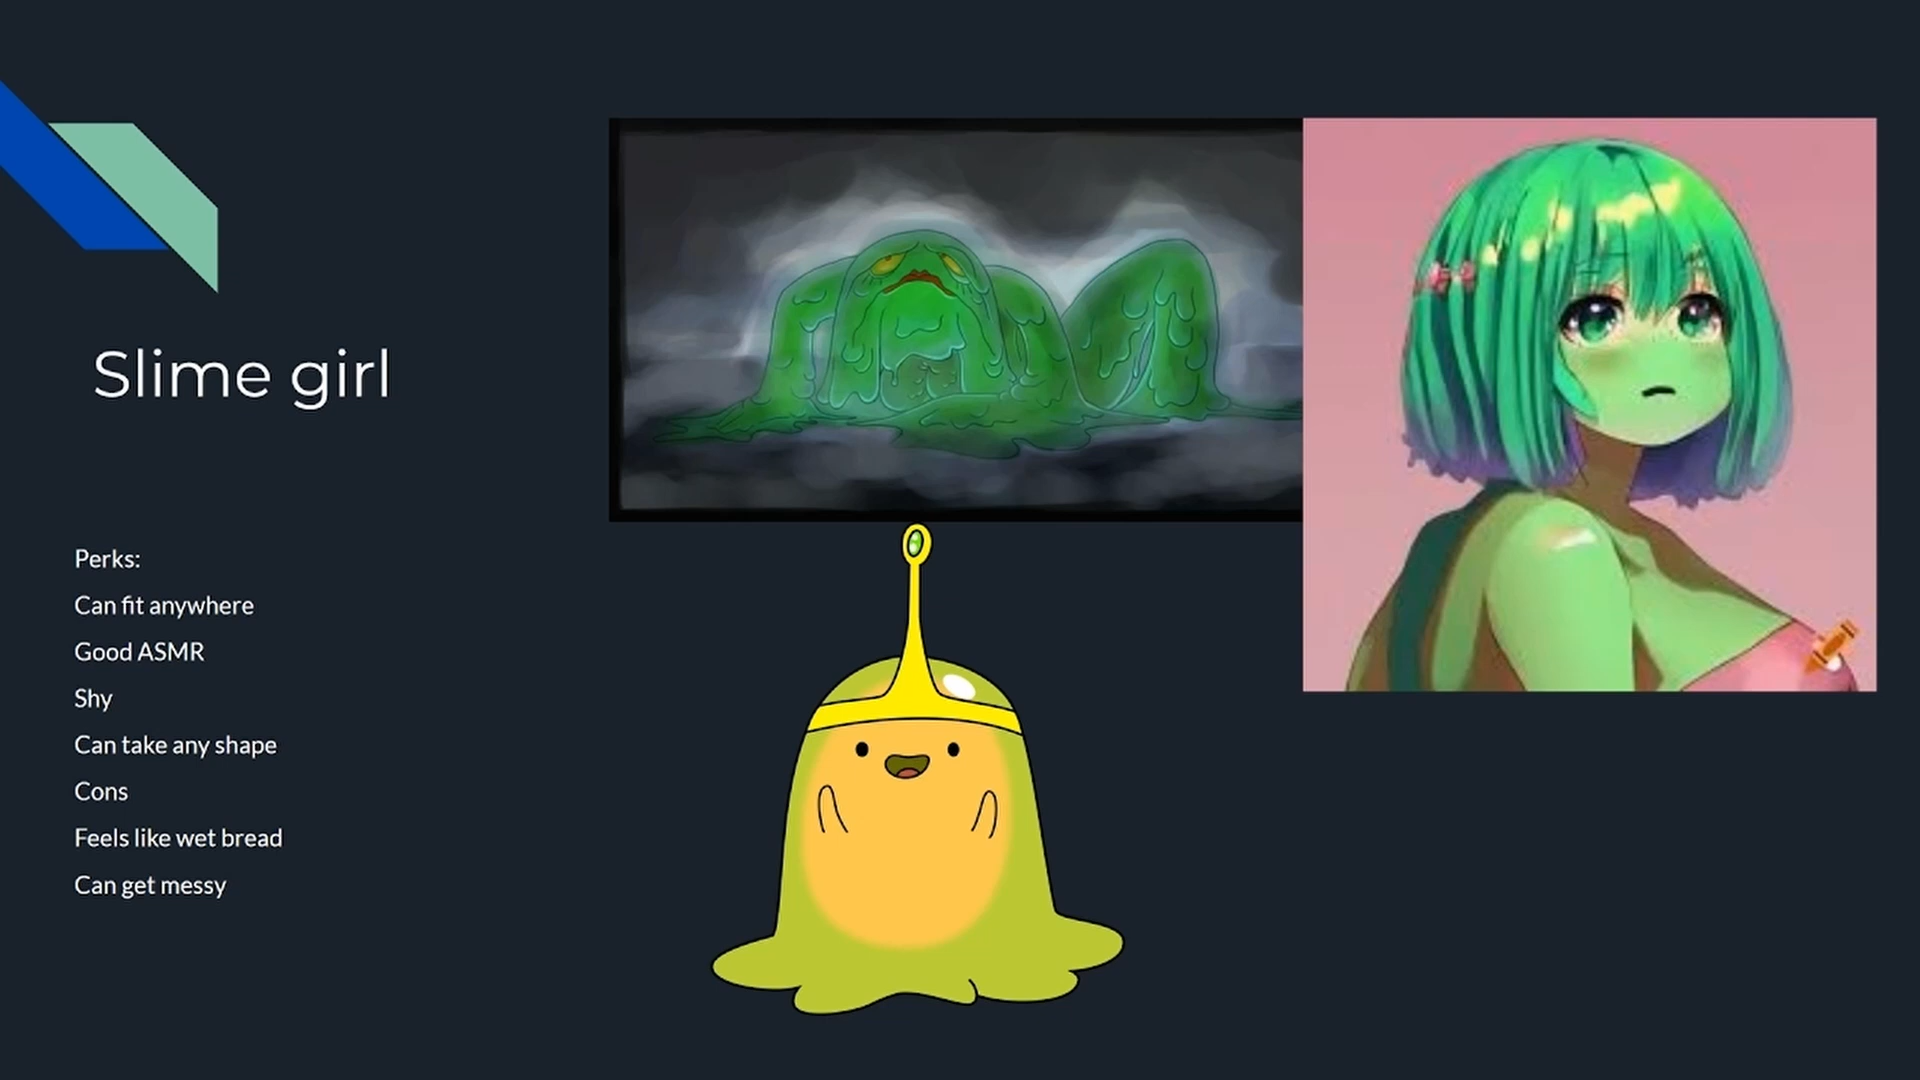 Slime girl
Perks:
Can fit anywhere
Good ASMR
Shy
Can take any shape
Cons
Feels like wet bread
Can get messy